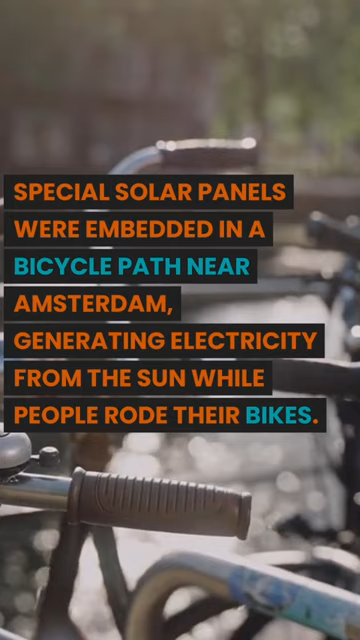 SPECIAL SOLAR PANELS
WERE EMBEDDED IN A
BICYCLE PATH NEAR
AMSTERDAM,
GENERATING ELECTRICITY
FROM THE SUN WHILE
PEOPLE RODE THEIR BIKES.